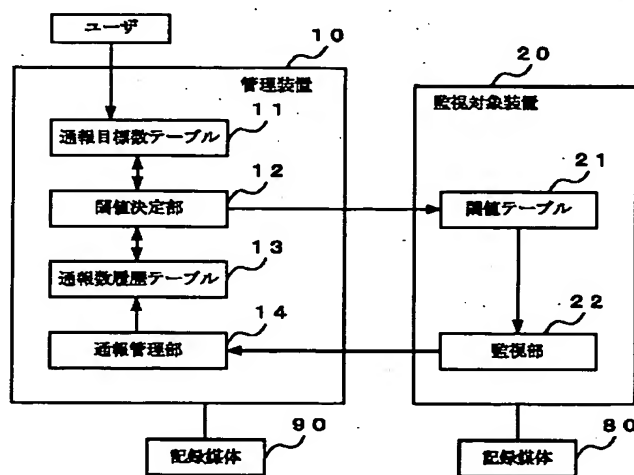 ユーザ
10
管理装置
11
通報目標数テーブル
12
閾値決定部
13
通報数履歴テーブル
14
通報管理部
90
記録媒体
20
監視対象装置
21
閾値テーブル
22
監視部
80
記録媒体